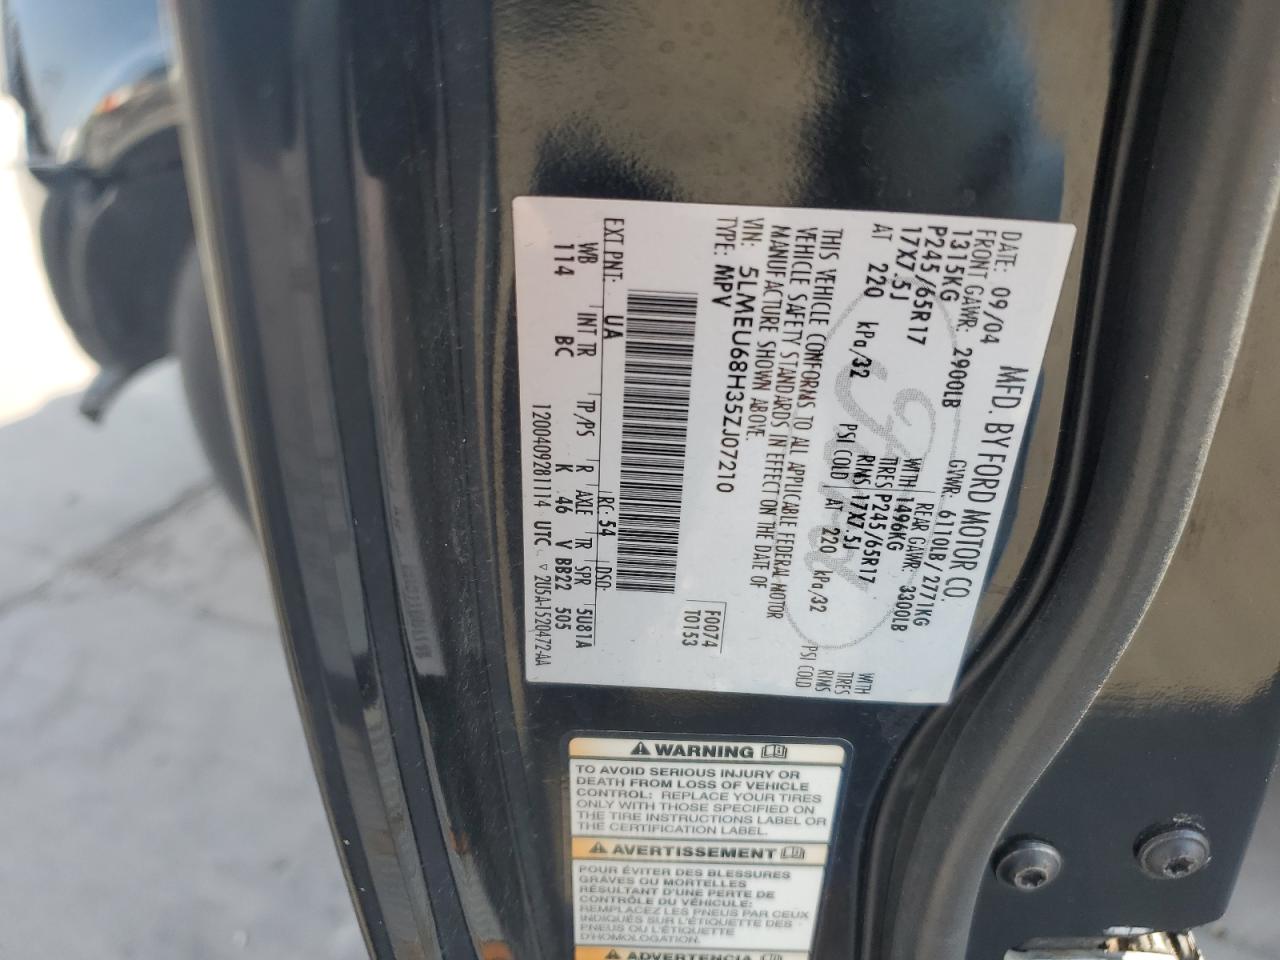 MFD. BY FORD MOTOR CO.
DATE: 09/04 GVWR: 6110LB / 2771KG
FRONT GAWR: 2900LB REAR GAWR: 3300LB
1315KG WITH 1496KG WITH
P245/65R17 TIRES P245/65R17 TIRES
17X7.5J RIMS 17X7.5J RIMS
AT 220 kPa/32 PSI COLD AT 220 kPa/32 PSI COLD
THIS VEHICLE CONFORMS TO ALL APPLICABLE FEDERAL MOTOR
VEHICLE SAFETY STANDARDS IN EFFECT ON THE DATE OF
MANUFACTURE SHOWN ABOVE.
VIN: 5LMEU68H35ZJ07210 F0074
TYPE: MPV T0153
EXT PNT: UA RC: 54 DSO:
WB INT TR TP/PS R AXLE TR SPR 5U81A
114 BC K 46 V BB22 505
1200409281114 UTC ▽ 2U5A-1520472-AA
⚠ WARNING
TO AVOID SERIOUS INJURY OR
DEATH FROM LOSS OF VEHICLE
CONTROL: REPLACE YOUR TIRES
ONLY WITH THOSE SPECIFIED ON
THE TIRE INSTRUCTIONS LABEL OR
THE CERTIFICATION LABEL.
⚠ AVERTISSEMENT
POUR ÉVITER DES BLESSURES
GRAVES OU MORTELLES
RÉSULTANT D'UNE PERTE DE
CONTRÔLE DU VÉHICULE:
REMPLACEZ LES PNEUS PAR CEUX
INDIQUÉS SUR L'ÉTIQUETTE DES
PNEUS OU L'ÉTIQUETTE
D'HOMOLOGATION.
⚠ ADVERTENCIA